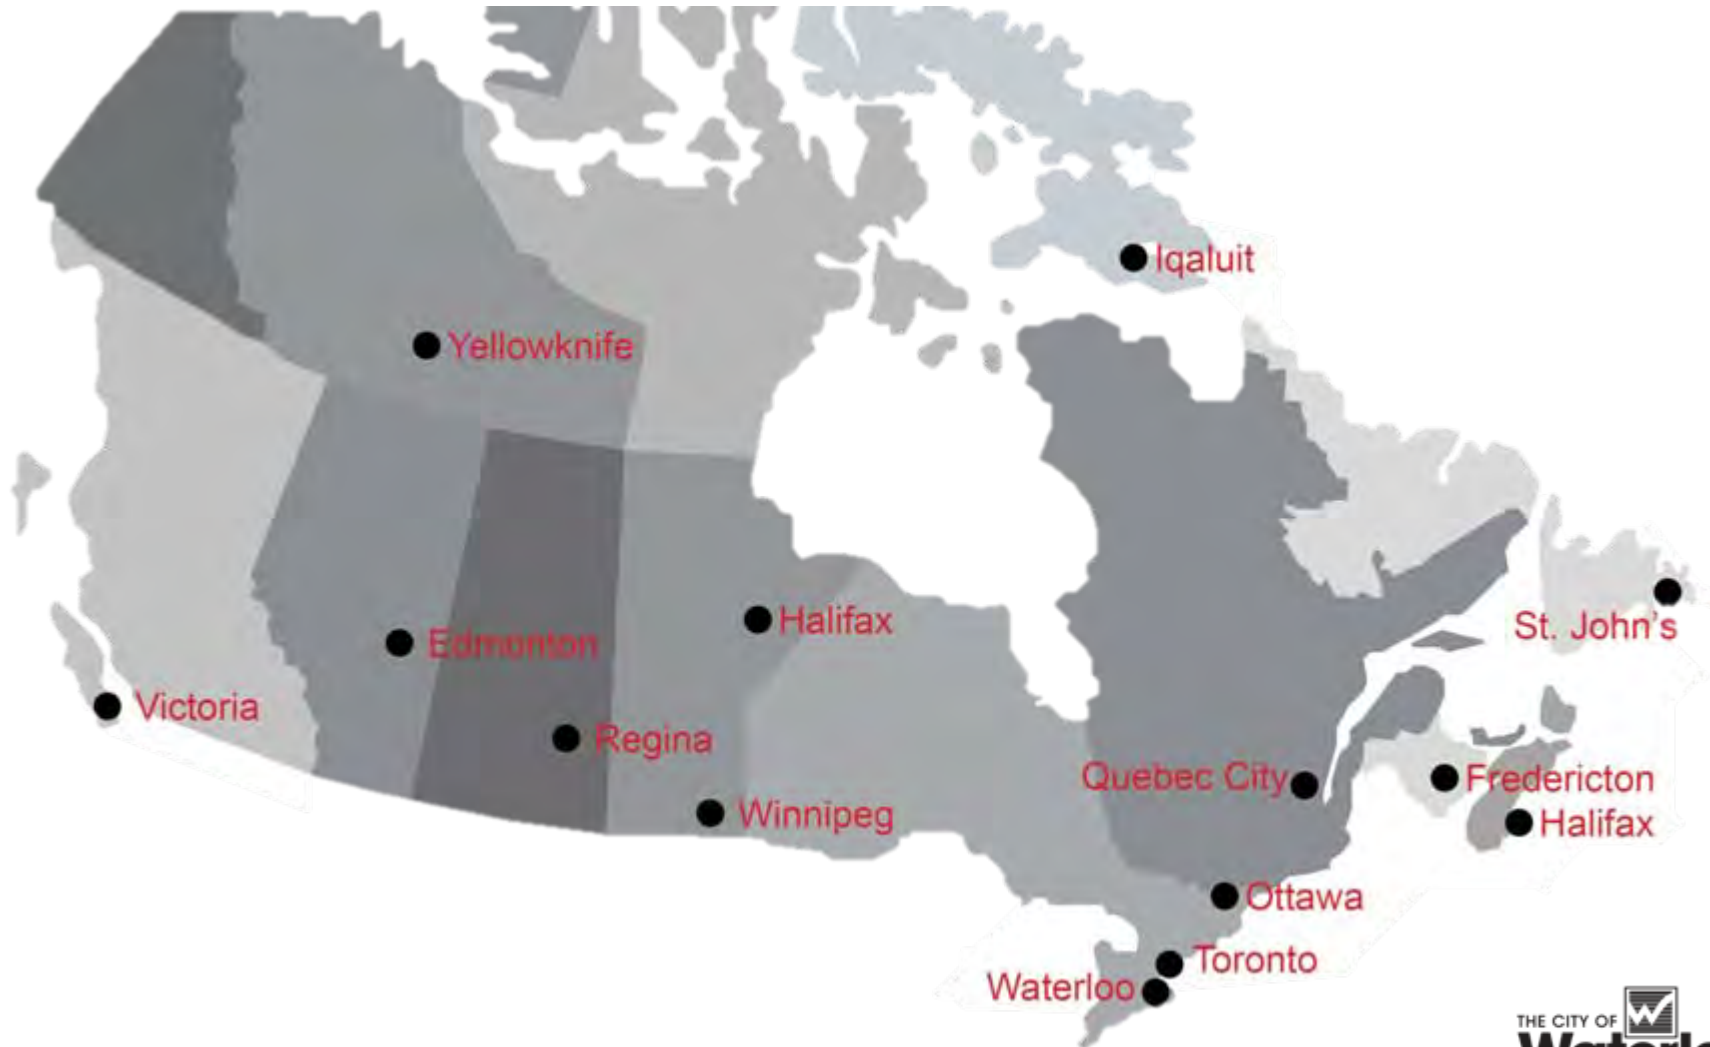 Iqaluit
Yellowknife
Halifax
St. John's
Edmonton
Victoria
Regina
Quebec City
Fredericton
Winnipeg
Halifax
Ottawa
Toronto
Waterloo
THE CITY OF